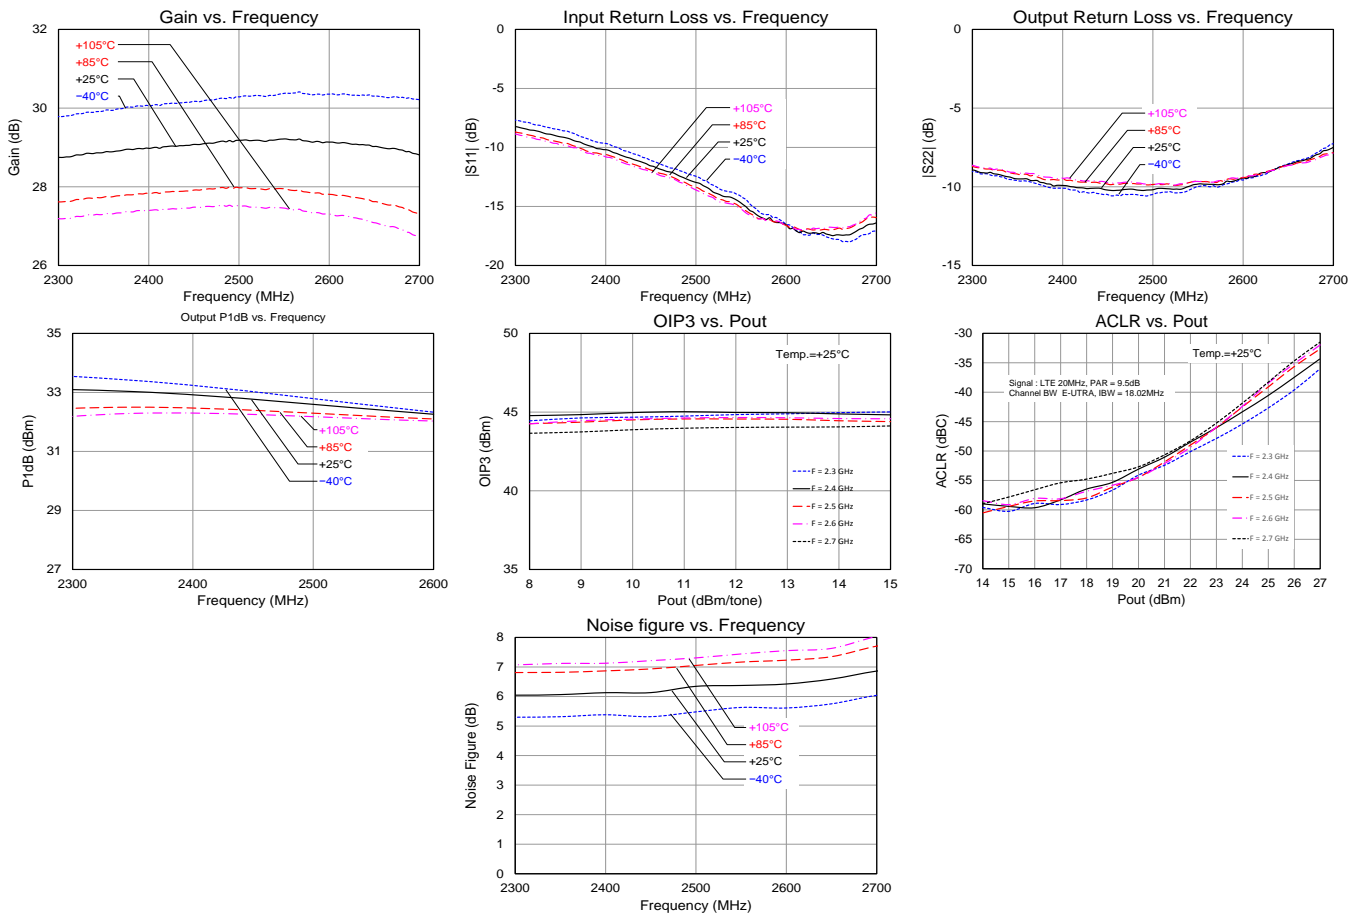 Gain vs. Frequency
Gain (dB)
32
30
28
26
+105°C
+85°C
+25°C
−40°C
2300
2400
2500
2600
2700
Frequency (MHz)
Input Return Loss vs. Frequency
|S11| (dB)
0
-5
-10
-15
-20
+105°C
+85°C
+25°C
−40°C
2300
2400
2500
2600
2700
Frequency (MHz)
Output Return Loss vs. Frequency
|S22| (dB)
0
-5
-10
-15
+105°C
+85°C
+25°C
−40°C
2300
2400
2500
2600
2700
Frequency (MHz)
Output P1dB vs. Frequency
P1dB (dBm)
35
33
31
29
27
+105°C
+85°C
+25°C
−40°C
2300
2400
2500
2600
Frequency (MHz)
OIP3 vs. Pout
OIP3 (dBm)
50
45
40
35
Temp.=+25°C
F = 2.3 GHz
F = 2.4 GHz
F = 2.5 GHz
F = 2.6 GHz
F = 2.7 GHz
8
9
10
11
12
13
14
15
Pout (dBm/tone)
ACLR vs. Pout
ACLR (dBC)
-30
-35
-40
-45
-50
-55
-60
-65
-70
Temp.=+25°C
Signal : LTE 20MHz, PAR = 9.5dB
Channel BW E-UTRA, IBW = 18.02MHz
F = 2.3 GHz
F = 2.4 GHz
F = 2.5 GHz
F = 2.6 GHz
F = 2.7 GHz
14
15
16
17
18
19
20
21
22
23
24
25
26
27
Pout (dBm)
Noise figure vs. Frequency
Noise Figure (dB)
8
7
6
5
4
3
2
1
0
+105°C
+85°C
+25°C
−40°C
2300
2400
2500
2600
2700
Frequency (MHz)